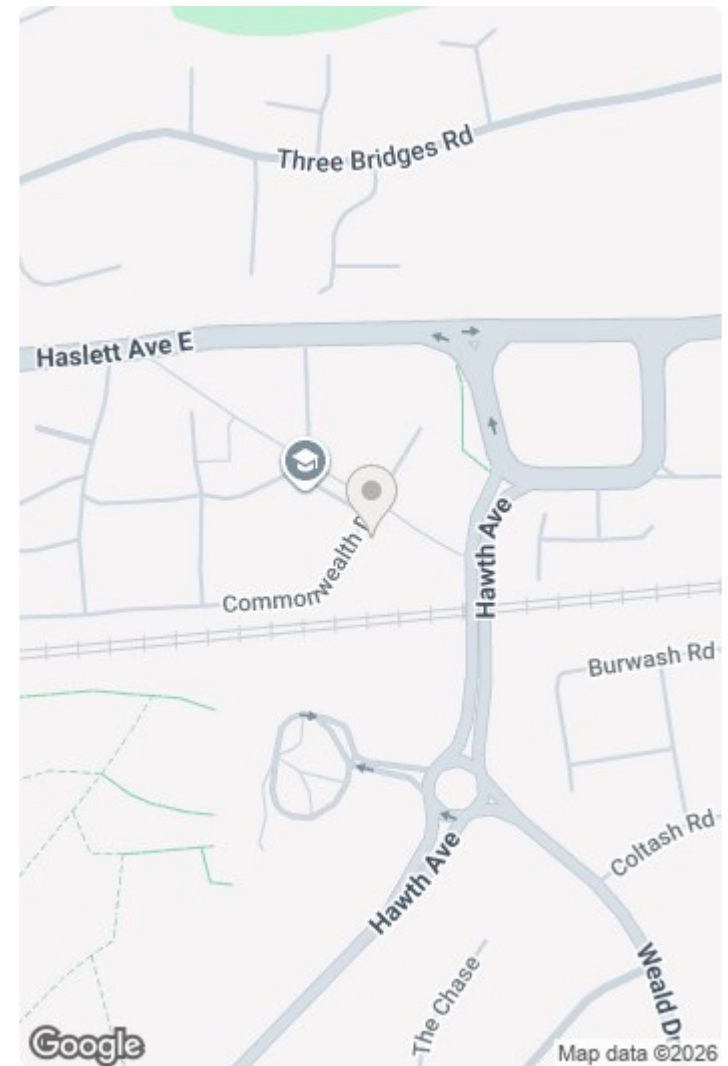 Three Bridges Rd
Haslett Ave E
Hawth Ave
Commonwealth
Burwash Rd
Coltash Rd
Hawth Ave
Weald
The Chase
Google
Map data ©2026